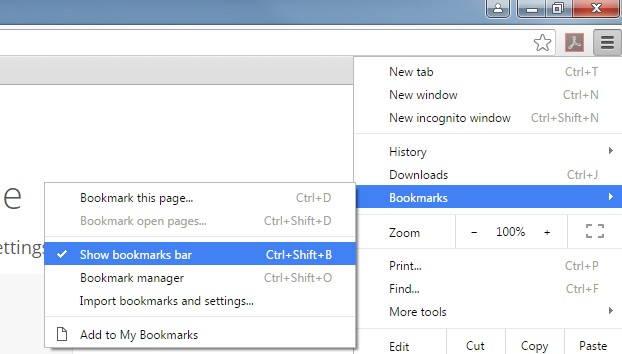 New tab Ctrl+T
New window Ctrl+N
New incognito window Ctrl+Shift+N
History
Downloads Ctrl+J
Bookmarks
Zoom − 100% +
Print... Ctrl+P
Find... Ctrl+F
More tools
Edit Cut Copy Paste
e
ettings
Bookmark this page... Ctrl+D
Bookmark open pages... Ctrl+Shift+D
Show bookmarks bar Ctrl+Shift+B
Bookmark manager Ctrl+Shift+O
Import bookmarks and settings...
Add to My Bookmarks